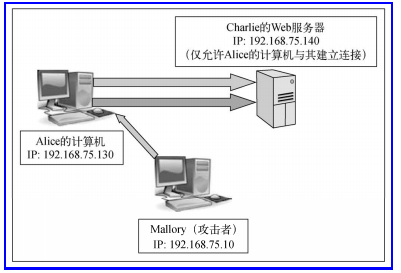 Charlie的Web服务器
IP: 192.168.75.140
（仅允许Alice的计算机与其建立连接）
Alice的计算机
IP: 192.168.75.130
Mallory（攻击者）
IP: 192.168.75.10